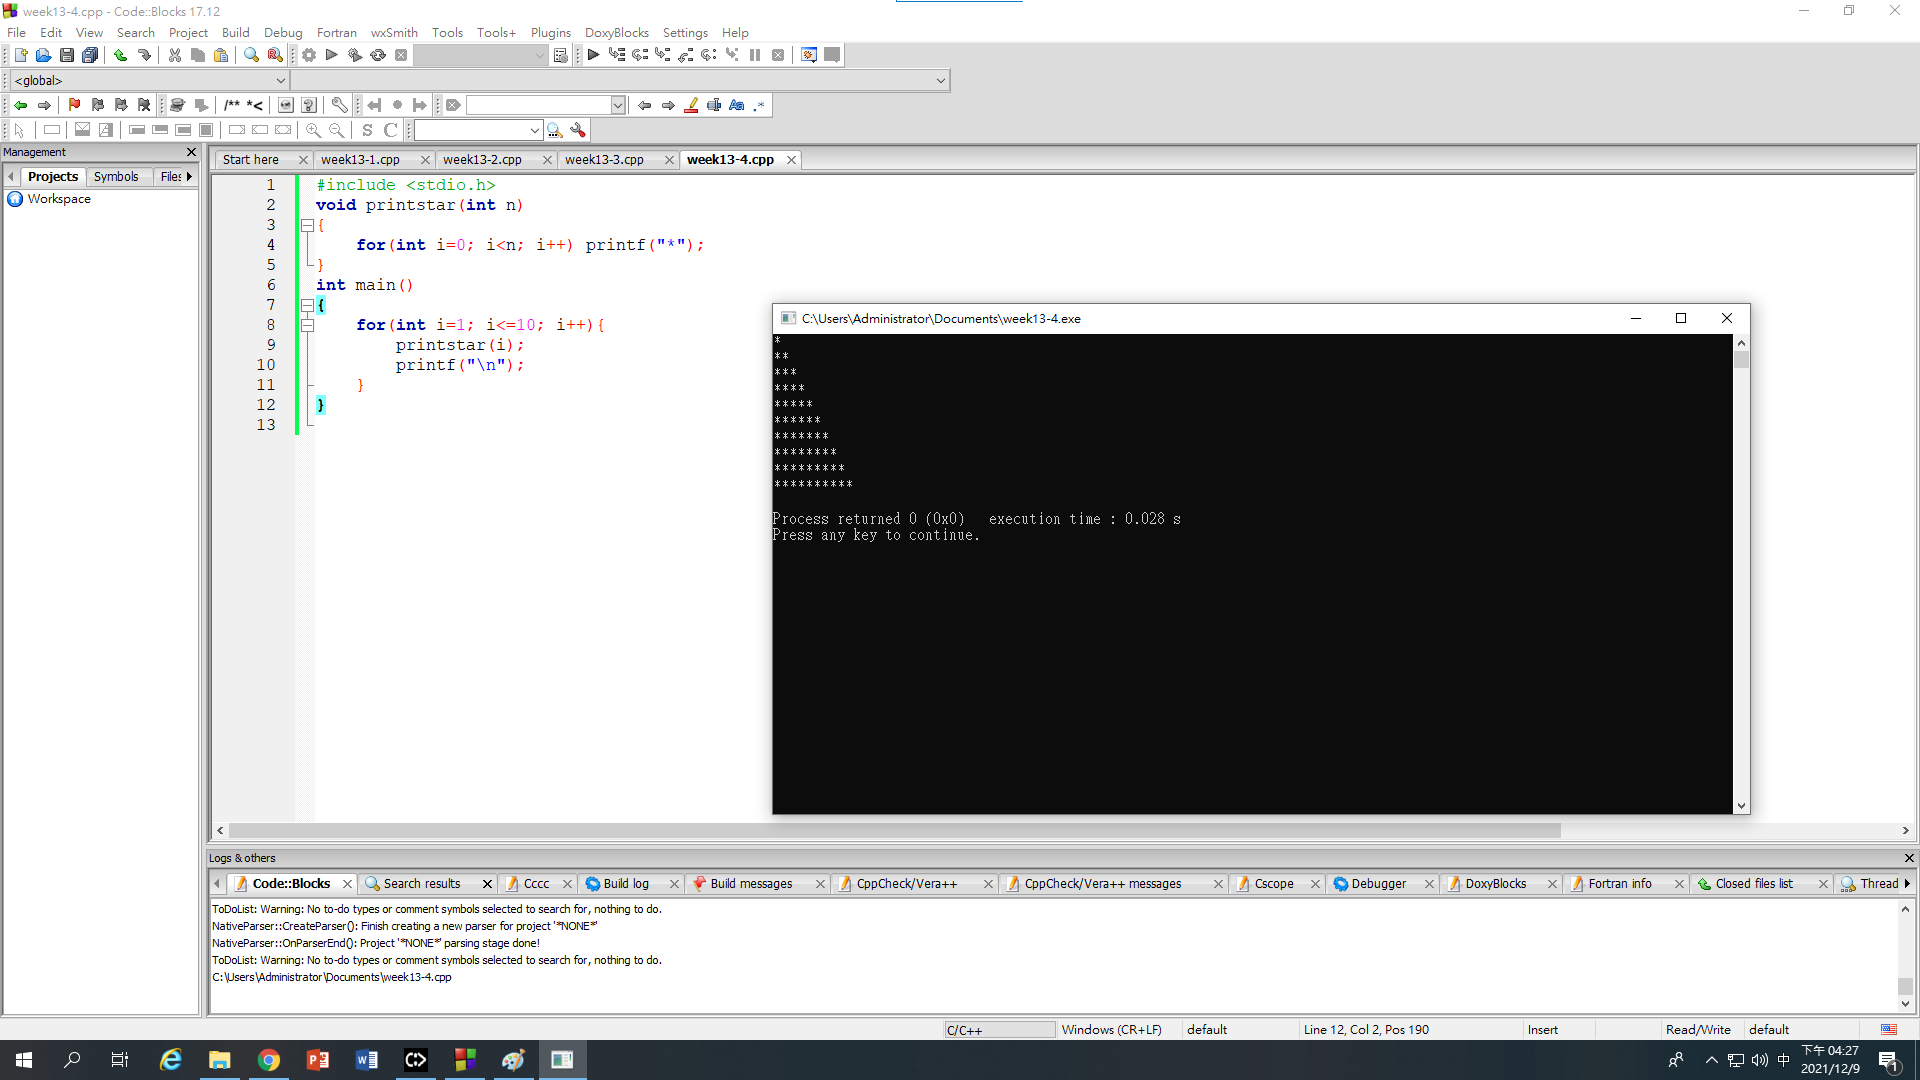 week13-4.cpp - Code::Blocks 17.12
File Edit View Search Project Build Debug Fortran wxSmith Tools Tools+ Plugins DoxyBlocks Settings Help
<global>
/** *<
S C
Management
Projects Symbols Files
Workspace
Start here week13-1.cpp week13-2.cpp week13-3.cpp week13-4.cpp
1 #include <stdio.h>
2 void printstar(int n)
3 {
4 for(int i=0; i<n; i++) printf("*");
5 }
6 int main()
7 {
8 for(int i=1; i<=10; i++){
9 printstar(i);
10 printf("\n");
11 }
12 }
13
C:\Users\Administrator\Documents\week13-4.exe
*
**
***
****
*****
******
*******
********
*********
**********
Process returned 0 (0x0)   execution time : 0.028 s
Press any key to continue.
Logs & others
Code::Blocks Search results Cccc Build log Build messages CppCheck/Vera++ CppCheck/Vera++ messages Cscope Debugger DoxyBlocks Fortran info Closed files list Thread
ToDoList: Warning: No to-do types or comment symbols selected to search for, nothing to do.
NativeParser::CreateParser(): Finish creating a new parser for project '*NONE*'
NativeParser::OnParserEnd(): Project '*NONE*' parsing stage done!
ToDoList: Warning: No to-do types or comment symbols selected to search for, nothing to do.
C:\Users\Administrator\Documents\week13-4.cpp
C/C++ Windows (CR+LF) default Line 12, Col 2, Pos 190 Insert Read/Write default
中 下午 04:27
2021/12/9
1